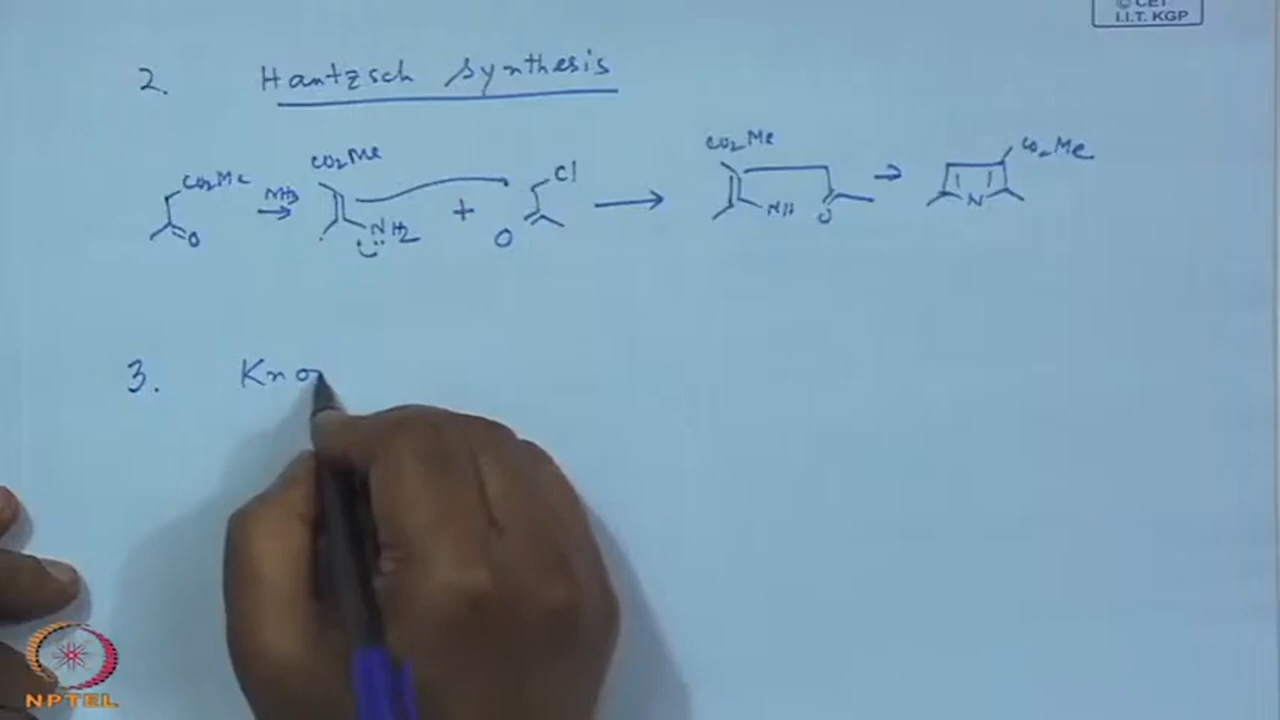 © CET
I.I.T. KGP
2. Hantzsch synthesis
CO2Me
O
NH3
CO2Me
NH2
+
Cl
O
CO2Me
NH
O
CO2Me
N
3. Kno
NPTEL